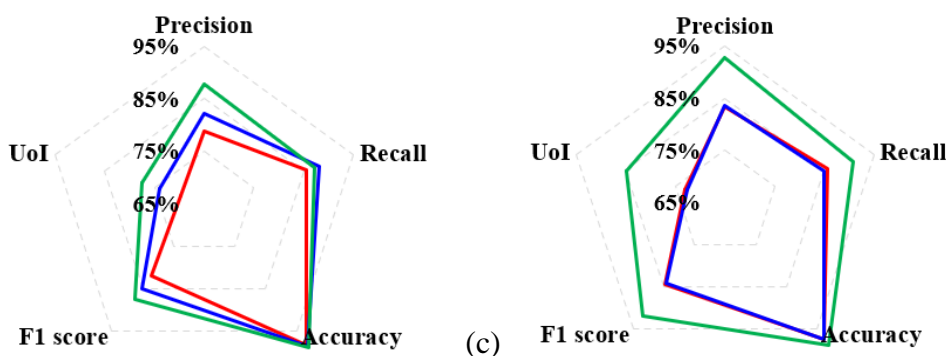 Precision
95%
85%
UoI
75%
Recall
65%
F1 score
Accuracy
(c)
Precision
95%
85%
UoI
75%
Recall
65%
F1 score
Accuracy